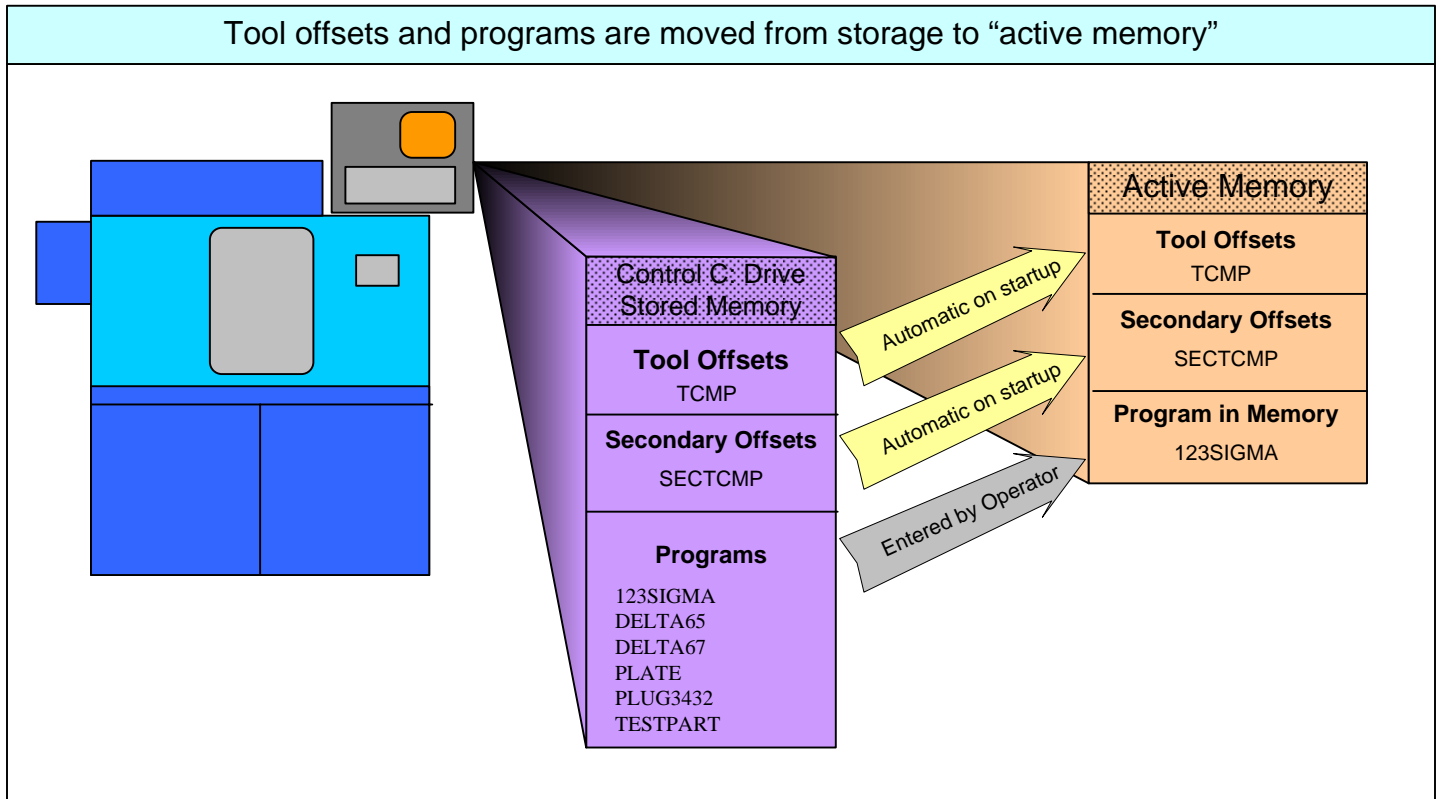 Tool offsets and programs are moved from storage to “active memory”
Control C: Drive
Stored Memory
Tool Offsets
TCMP
Secondary Offsets
SECTCMP
Programs
123SIGMA
DELTA65
DELTA67
PLATE
PLUG3432
TESTPART
Automatic on startup
Automatic on startup
Entered by Operator
Active Memory
Tool Offsets
TCMP
Secondary Offsets
SECTCMP
Program in Memory
123SIGMA